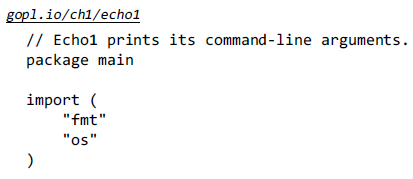 gopl.io/ch1/echo1
// Echo1 prints its command-line arguments.
package main

import (
    "fmt"
    "os"
)